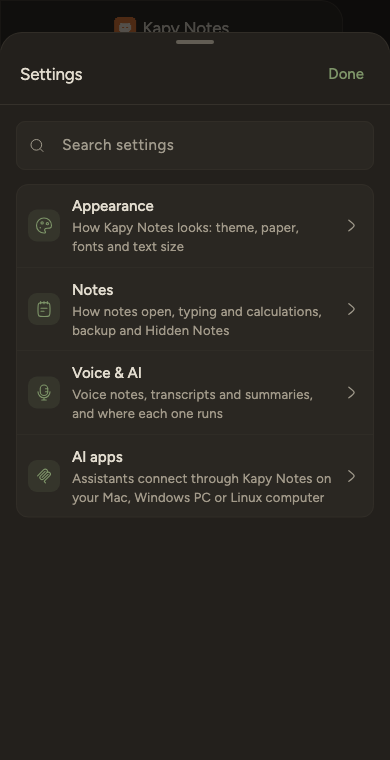 Kapy Notes
Settings
Done
Search settings
Appearance
How Kapy Notes looks: theme, paper,
fonts and text size
Notes
How notes open, typing and calculations,
backup and Hidden Notes
Voice & AI
Voice notes, transcripts and summaries,
and where each one runs
AI apps
Assistants connect through Kapy Notes on
your Mac, Windows PC or Linux computer